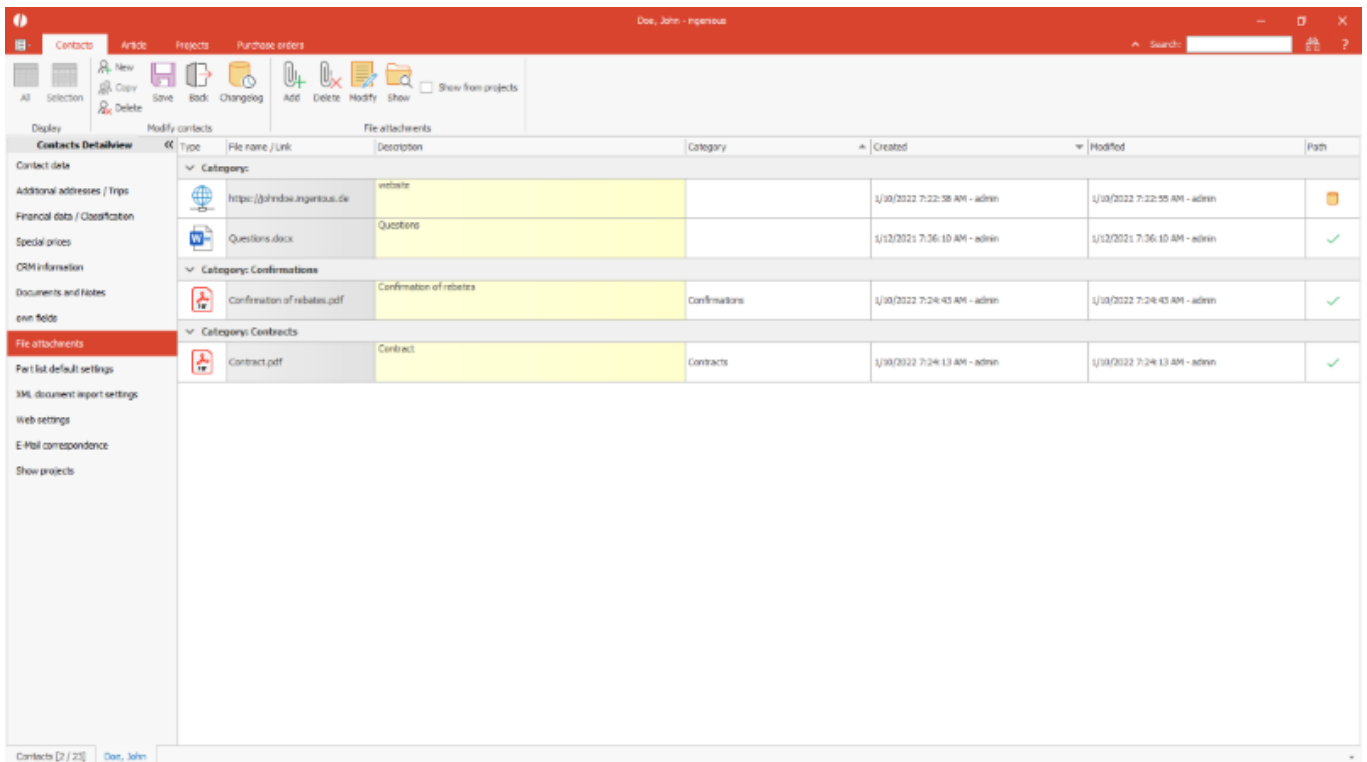 Doe, John - ingenious
Contacts Article Projects Purchase orders Search: ?
All Selection New Copy Delete Save Back Changelog Add Delete Modify Show Show from projects
Display Modify contacts File attachments
Contacts Detailview Type File name / Link Description Category Created Modified Path
Contact data
Additional addresses / Trips
Financial data / Classification
Special prices
CRM information
Documents and Notes
own fields
File attachments
Part list default settings
XML document import settings
Web settings
E-Mail correspondence
Show projects
Category:
https://johndoe.ingenious.de website 1/10/2022 7:22:38 AM - admin 1/10/2022 7:22:55 AM - admin
Questions.docx Questions 1/12/2021 7:36:10 AM - admin 1/12/2021 7:36:10 AM - admin
Category: Confirmations
Confirmation of rebates.pdf Confirmation of rebates Confirmations 1/10/2022 7:24:43 AM - admin 1/10/2022 7:24:43 AM - admin
Category: Contracts
Contract.pdf Contract Contracts 1/10/2022 7:24:13 AM - admin 1/10/2022 7:24:13 AM - admin
Contacts [2 / 23] Doe, John